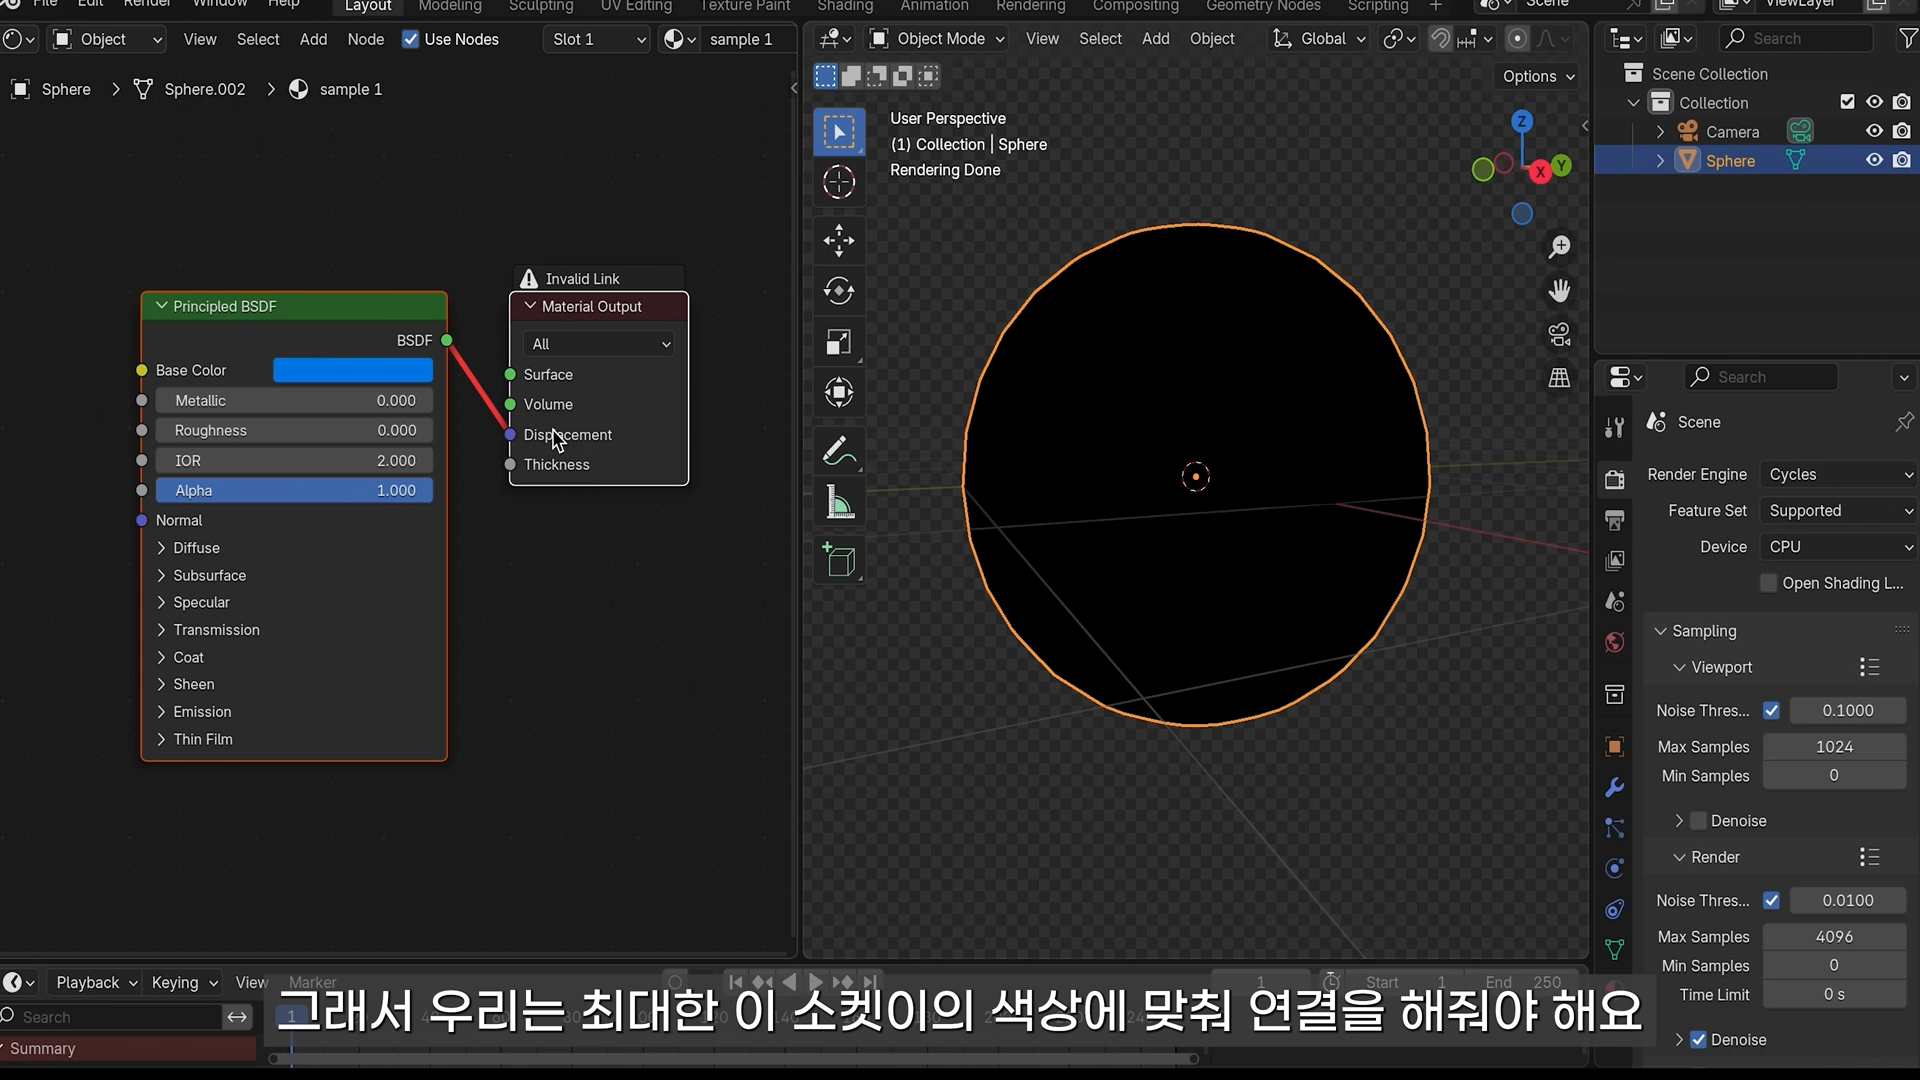 File Edit Render Window Help Layout Modeling Sculpting UV Editing Texture Paint Shading Animation Rendering Compositing Geometry Nodes Scripting + Scene ViewLayer
Object View Select Add Node Use Nodes Slot 1 sample 1
Sphere > Sphere.002 > sample 1
Invalid Link
Principled BSDF
BSDF
Base Color
Metallic 0.000
Roughness 0.000
IOR 2.000
Alpha 1.000
Normal
Diffuse
Subsurface
Specular
Transmission
Coat
Sheen
Emission
Thin Film
Material Output
All
Surface
Volume
Displacement
Thickness
Object Mode View Select Add Object Global
Options
User Perspective
(1) Collection | Sphere
Rendering Done
Z
Y
X
Search
Scene Collection
Collection
Camera
Sphere
Search
Scene
Render Engine Cycles
Feature Set Supported
Device CPU
Open Shading L...
Sampling
Viewport
Noise Thres... 0.1000
Max Samples 1024
Min Samples 0
Denoise
Render
Noise Thres... 0.0100
Max Samples 4096
Min Samples 0
Time Limit 0 s
Denoise
Playback Keying View Marker 1 Start 1 End 250
Search 1
Summary
그래서 우리는 최대한 이 소켓이의 색상에 맞춰 연결을 해줘야 해요